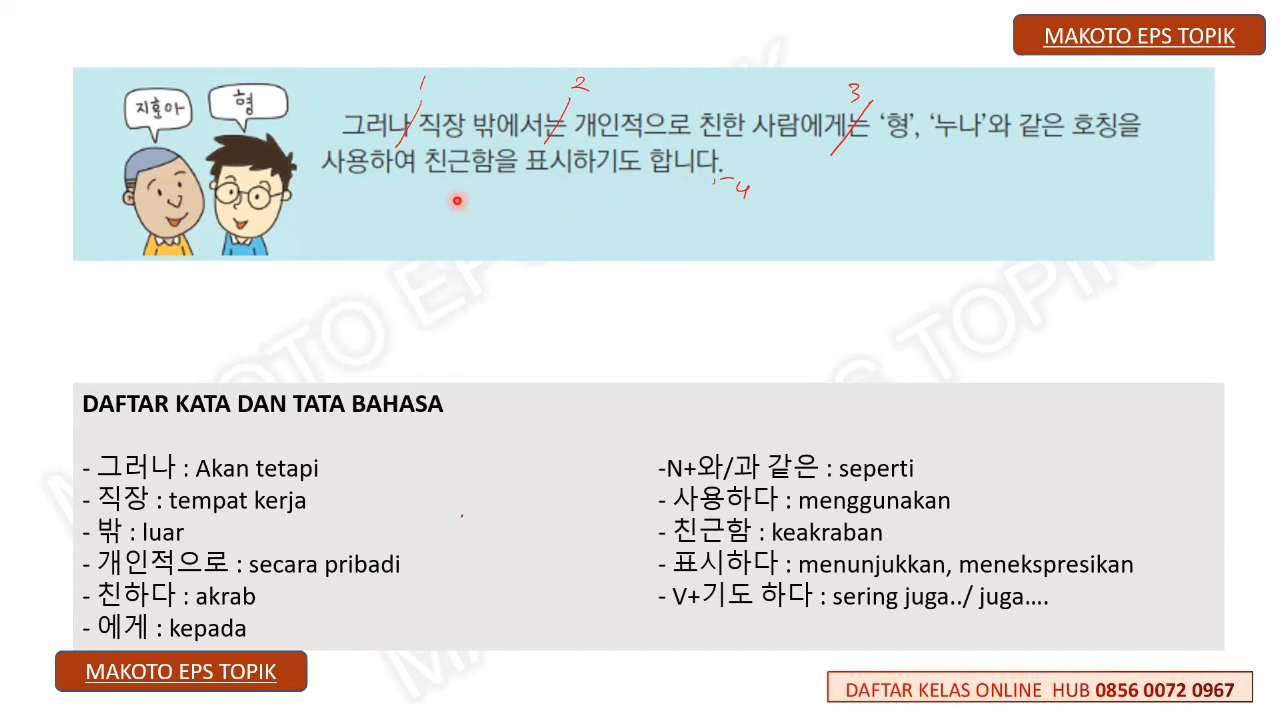 MAKOTO EPS TOPIK
지훈아
형
1
2
3
그러나 직장 밖에서는 개인적으로 친한 사람에게는 ‘형’, ‘누나’와 같은 호칭을
사용하여 친근함을 표시하기도 합니다.
4
DAFTAR KATA DAN TATA BAHASA
- 그러나 : Akan tetapi
- 직장 : tempat kerja
- 밖 : luar
- 개인적으로 : secara pribadi
- 친하다 : akrab
- 에게 : kepada
-N+와/과 같은 : seperti
- 사용하다 : menggunakan
- 친근함 : keakraban
- 표시하다 : menunjukkan, menekspresikan
- V+기도 하다 : sering juga../ juga….
MAKOTO EPS TOPIK
DAFTAR KELAS ONLINE HUB 0856 0072 0967